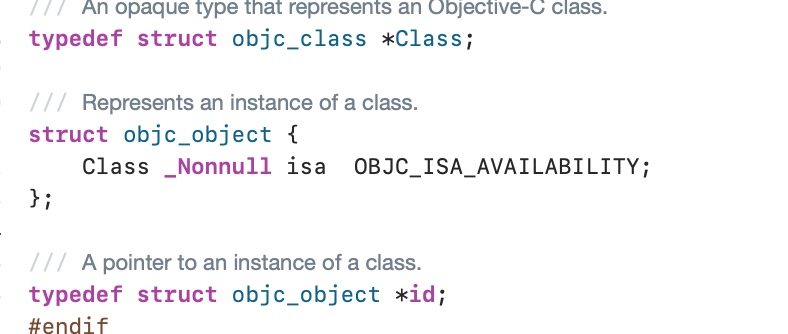 /// An opaque type that represents an Objective-C class.
typedef struct objc_class *Class;
/// Represents an instance of a class.
struct objc_object {
    Class _Nonnull isa  OBJC_ISA_AVAILABILITY;
};
/// A pointer to an instance of a class.
typedef struct objc_object *id;
#endif